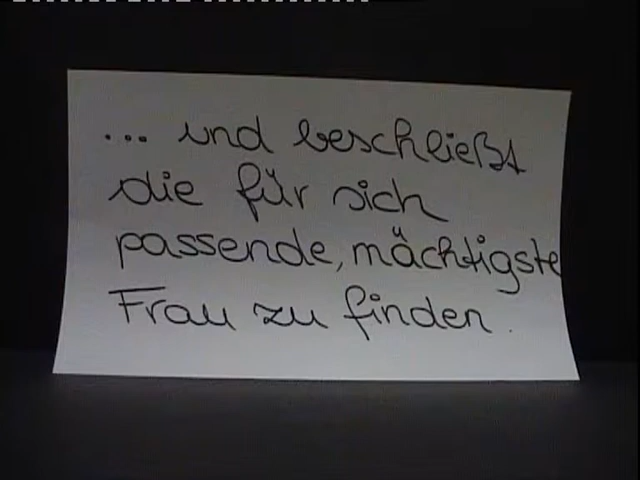 ... und beschließt
die für sich
passende, mächtigste
Frau zu finden.